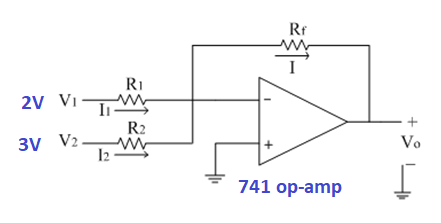 Rf
I
2V V1 R1
I1
3V V2 R2
I2
−
+
741 op-amp
+
Vo
−